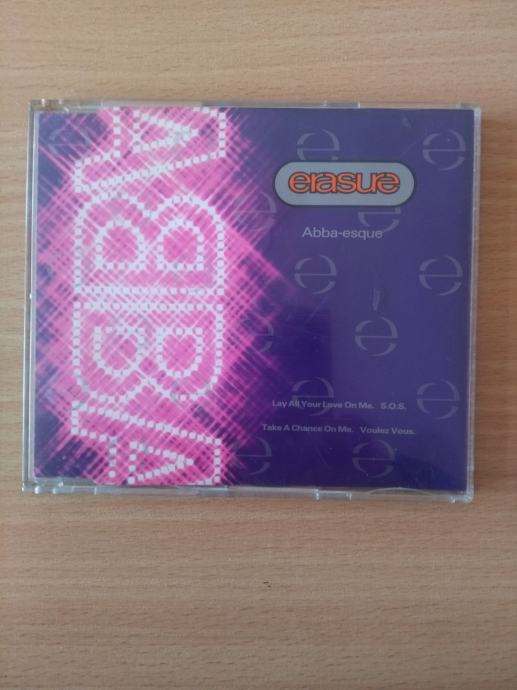 ABBA
erasure
Abba-esque
Lay All Your Love On Me. S.O.S.
Take A Chance On Me. Voulez Vous.